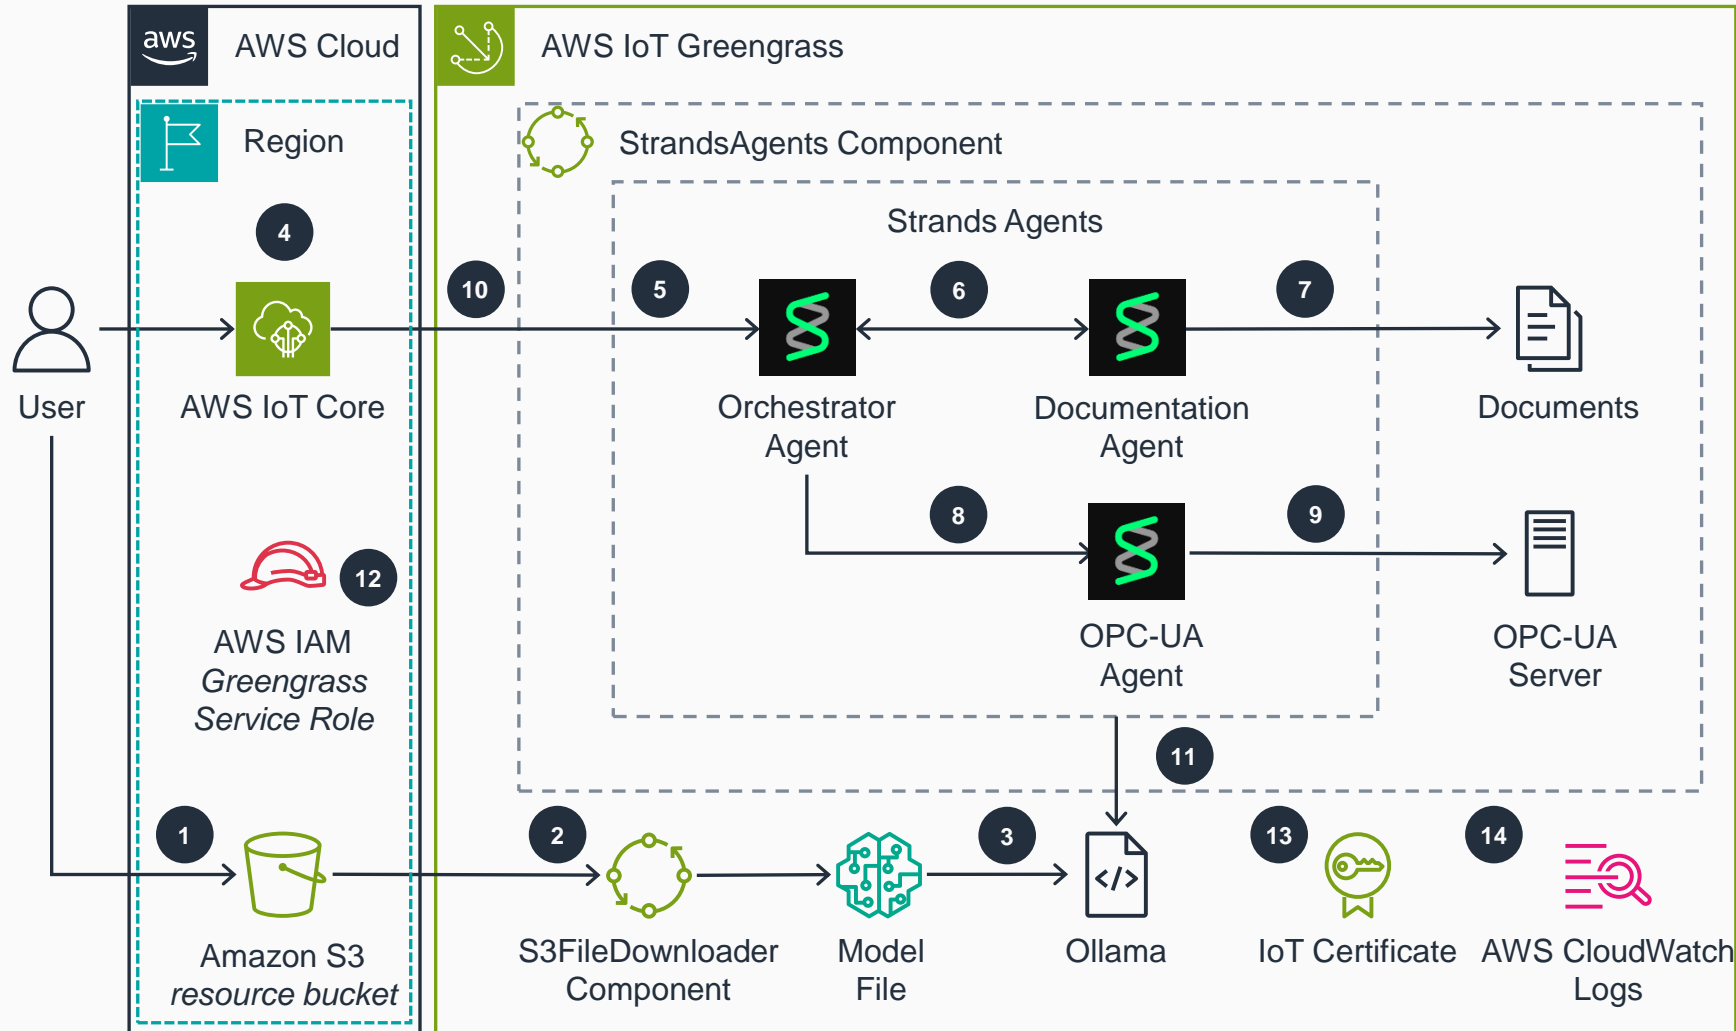 aws
AWS Cloud
AWS IoT Greengrass
Region
StrandsAgents Component
Strands Agents
4
10
5
6
7
User
AWS IoT Core
Orchestrator
Agent
Documentation
Agent
Documents
8
9
12
AWS IAM
Greengrass
Service Role
OPC-UA
Agent
OPC-UA
Server
11
1
2
3
13
14
</>
Amazon S3
resource bucket
S3FileDownloader
Component
Model
File
Ollama
IoT Certificate
AWS CloudWatch
Logs